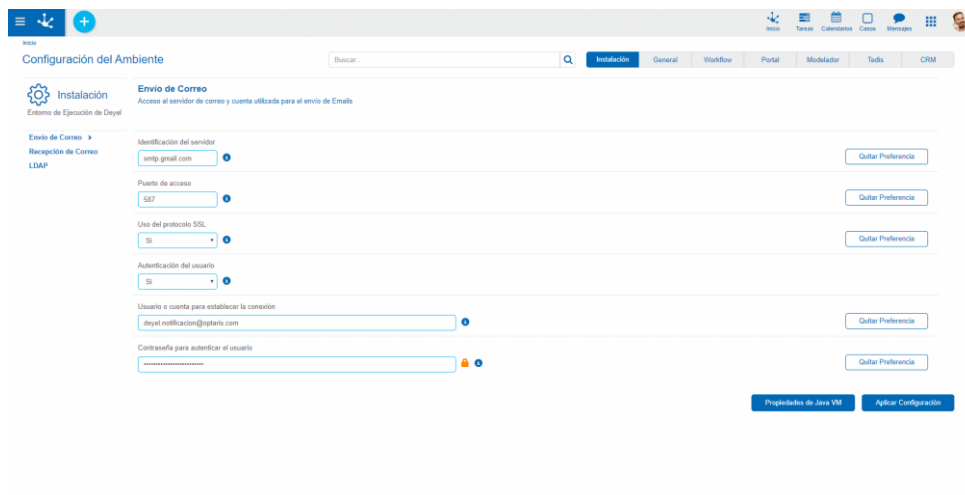 Inicio
Tareas
Calendarios
Casos
Mensajes
Inicio
Configuración del Ambiente
Buscar...
Instalación
General
Workflow
Portal
Modelador
Tedis
CRM
Instalación
Entorno de Ejecución de Deyel
Envío de Correo
Recepción de Correo
LDAP
Envío de Correo
Acceso al servidor de correo y cuenta utilizada para el envío de Emails
Identificación del servidor
smtp.gmail.com
Quitar Preferencia
Puerto de acceso
587
Quitar Preferencia
Uso del protocolo SSL
Si
Quitar Preferencia
Autenticación del usuario
Si
Usuario o cuenta para establecer la conexión
deyel.notificacion@optaris.com
Quitar Preferencia
Contraseña para autenticar el usuario
Quitar Preferencia
Propiedades de Java VM
Aplicar Configuración